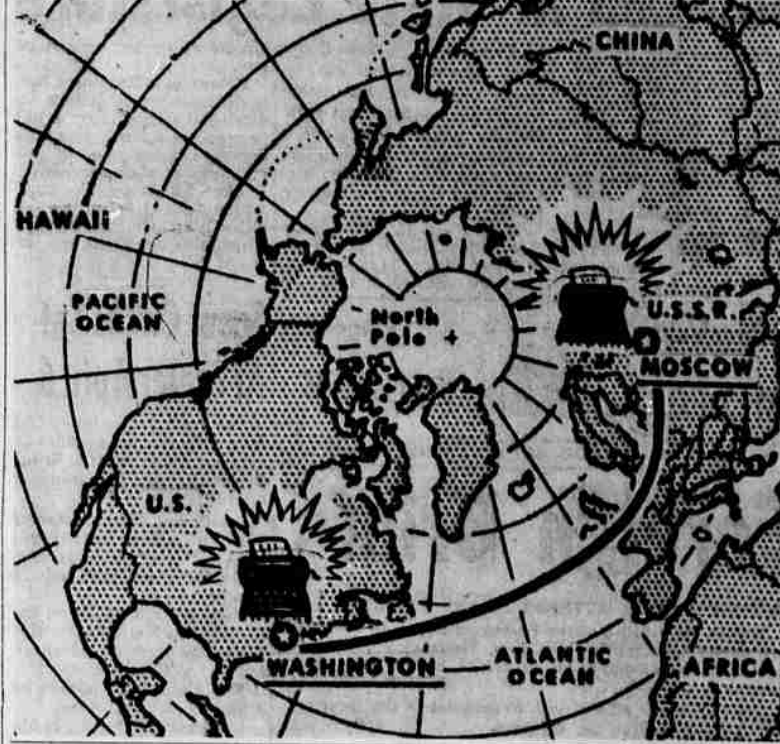 CHINA
HAWAII
PACIFIC
OCEAN
North
Pole +
U.S.S.R.
MOSCOW
U.S.
WASHINGTON
ATLANTIC
OCEAN
AFRICA